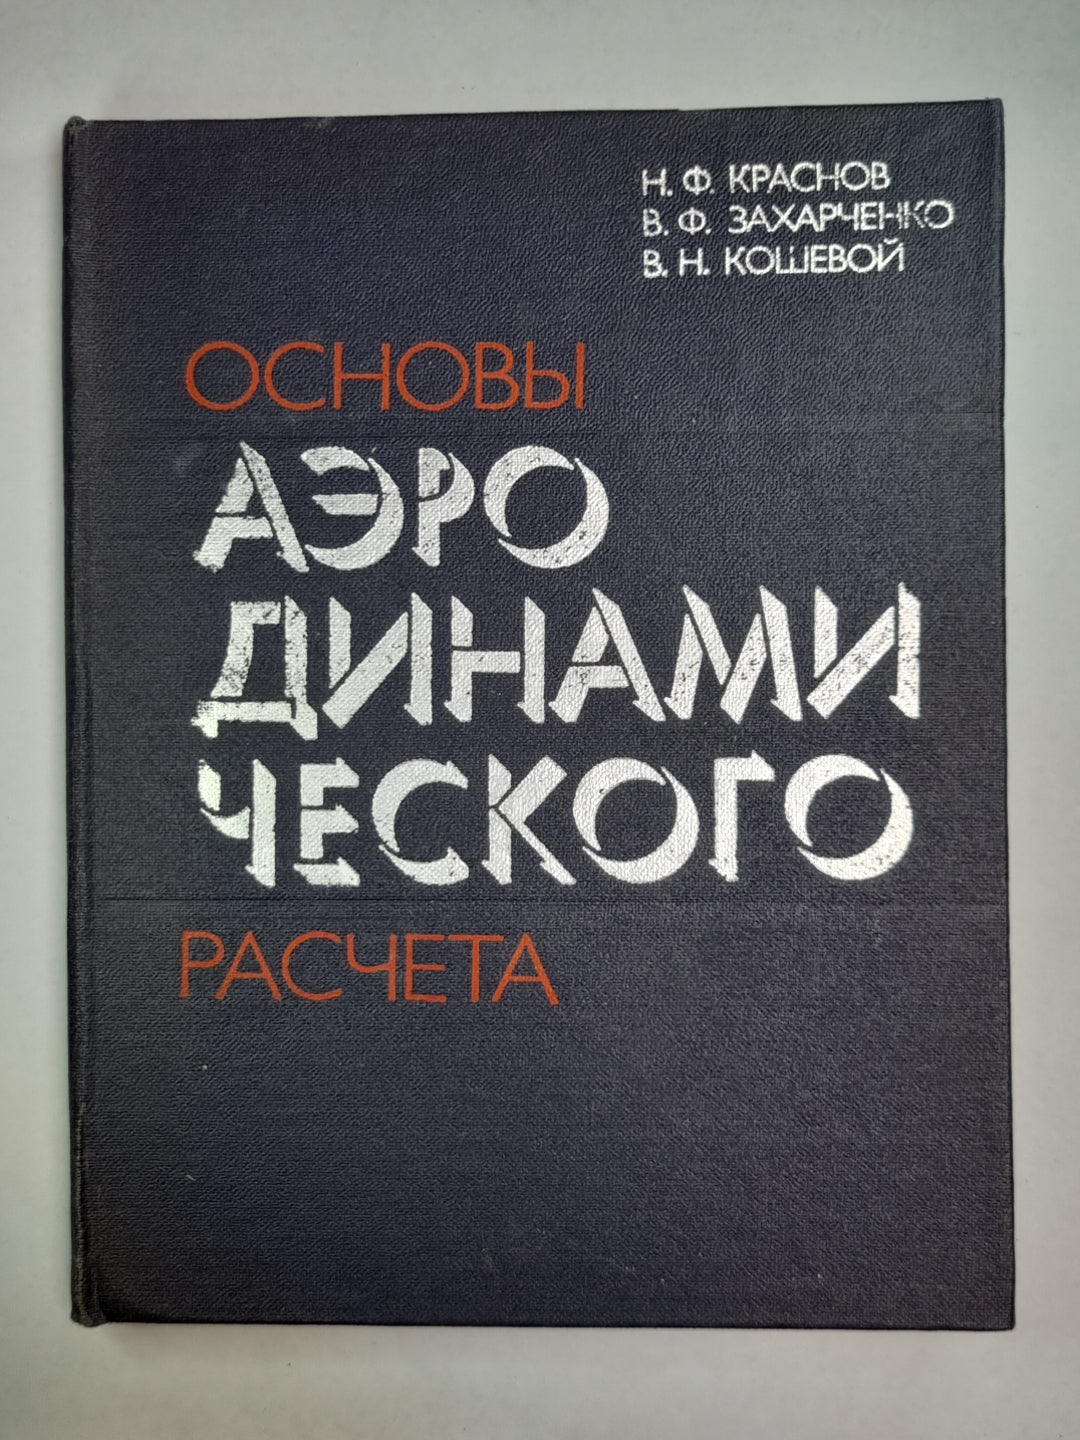 Н. Ф. КРАСНОВ
В. Ф. ЗАХАРЧЕНКО
В. Н. КОШЕВОЙ
ОСНОВЫ
АЭРО
ДИНАМИ
ЧЕСКОГО
РАСЧЕТА